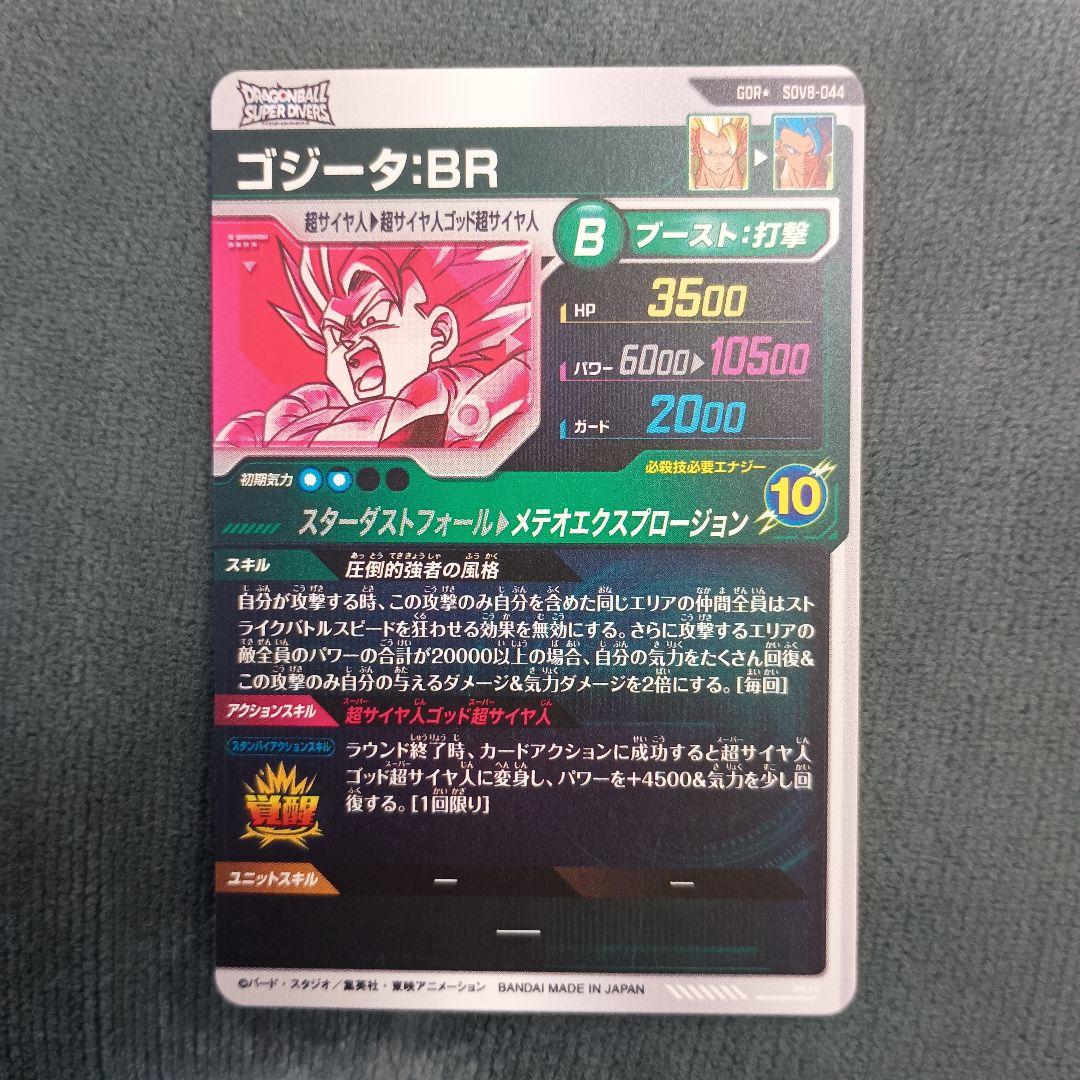 DRAGONBALL
SUPER DIVERS
GDR★ SDV8-044
ゴジータ:BR
超サイヤ人▶超サイヤ人ゴッド超サイヤ人
B ブースト:打撃
HP 3500
パワー 6000▶10500
ガード 2000
初期気力
必殺技必要エナジー
10
スターダストフォール▶メテオエクスプロージョン
スキル 圧倒的強者の風格
自分が攻撃する時、この攻撃のみ自分を含めた同じエリアの仲間全員はスト
ライクバトルスピードを狂わせる効果を無効にする。さらに攻撃するエリアの
敵全員のパワーの合計が20000以上の場合、自分の気力をたくさん回復&
この攻撃のみ自分の与えるダメージ&気力ダメージを2倍にする。[毎回]
アクションスキル 超サイヤ人ゴッド超サイヤ人
スタンバイアクションスキル
覚醒
ラウンド終了時、カードアクションに成功すると超サイヤ人
ゴッド超サイヤ人に変身し、パワーを+4500&気力を少し回
復する。[1回限り]
ユニットスキル ー ー
ー
©バード・スタジオ/集英社・東映アニメーション BANDAI MADE IN JAPAN